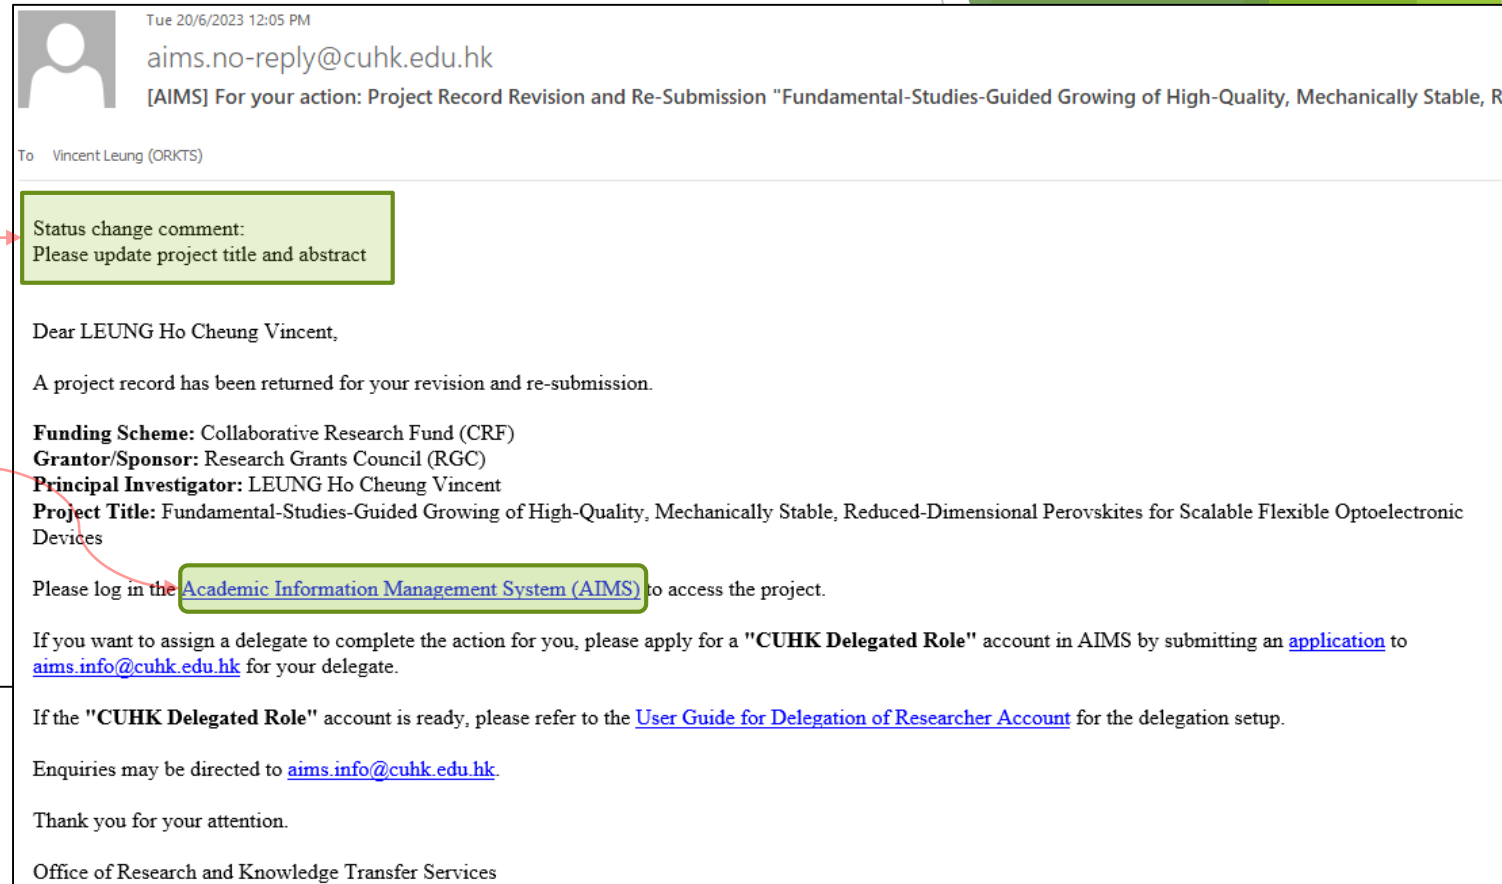 Tue 20/6/2023 12:05 PM
aims.no-reply@cuhk.edu.hk
[AIMS] For your action: Project Record Revision and Re-Submission "Fundamental-Studies-Guided Growing of High-Quality, Mechanically Stable, R
To Vincent Leung (ORKTS)
Status change comment:
Please update project title and abstract
Dear LEUNG Ho Cheung Vincent,
A project record has been returned for your revision and re-submission.
Funding Scheme: Collaborative Research Fund (CRF)
Grantor/Sponsor: Research Grants Council (RGC)
Principal Investigator: LEUNG Ho Cheung Vincent
Project Title: Fundamental-Studies-Guided Growing of High-Quality, Mechanically Stable, Reduced-Dimensional Perovskites for Scalable Flexible Optoelectronic
Devices
Please log in the Academic Information Management System (AIMS) to access the project.
If you want to assign a delegate to complete the action for you, please apply for a "CUHK Delegated Role" account in AIMS by submitting an application to
aims.info@cuhk.edu.hk for your delegate.
If the "CUHK Delegated Role" account is ready, please refer to the User Guide for Delegation of Researcher Account for the delegation setup.
Enquiries may be directed to aims.info@cuhk.edu.hk.
Thank you for your attention.
Office of Research and Knowledge Transfer Services